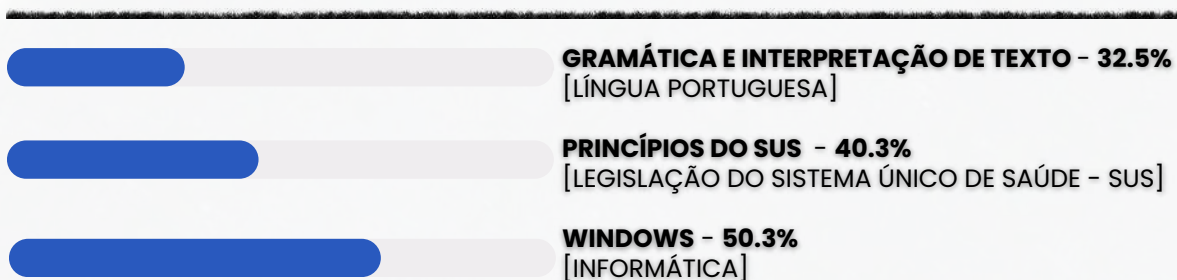 GRAMÁTICA E INTERPRETAÇÃO DE TEXTO - 32.5%
[LÍNGUA PORTUGUESA]
PRINCÍPIOS DO SUS - 40.3%
[LEGISLAÇÃO DO SISTEMA ÚNICO DE SAÚDE - SUS]
WINDOWS - 50.3%
[INFORMÁTICA]